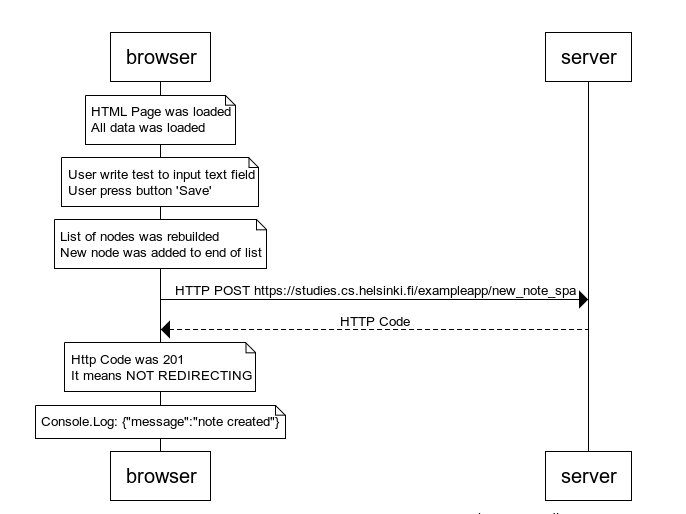 browser
server
HTML Page was loaded
All data was loaded
User write test to input text field
User press button 'Save'
List of nodes was rebuilded
New node was added to end of list
HTTP POST https://studies.cs.helsinki.fi/exampleapp/new_note_spa
HTTP Code
Http Code was 201
It means NOT REDIRECTING
Console.Log: {"message":"note created"}
browser
server